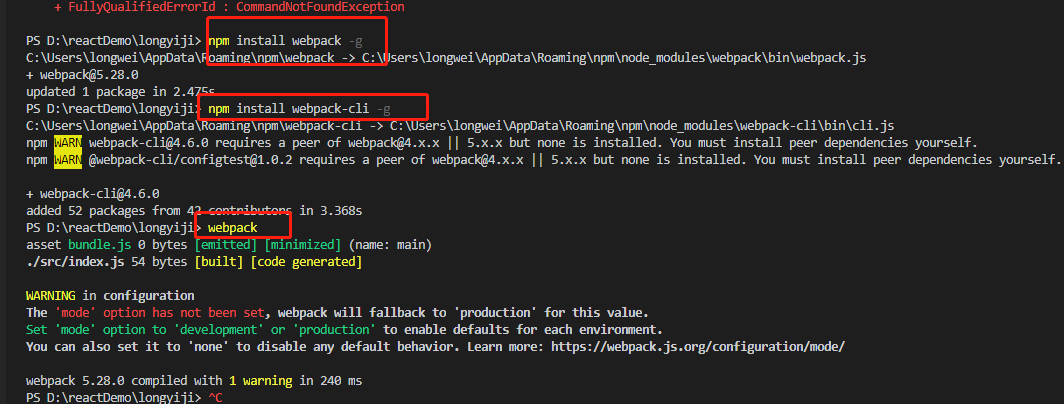 + FullyQualifiedErrorId : CommandNotFoundException
PS D:\reactDemo\longyiji> npm install webpack -g
C:\Users\longwei\AppData\Roaming\npm\webpack -> C:\Users\longwei\AppData\Roaming\npm\node_modules\webpack\bin\webpack.js
+ webpack@5.28.0
updated 1 package in 2.475s
PS D:\reactDemo\longyiji> npm install webpack-cli -g
C:\Users\longwei\AppData\Roaming\npm\webpack-cli -> C:\Users\longwei\AppData\Roaming\npm\node_modules\webpack-cli\bin\cli.js
npm WARN webpack-cli@4.6.0 requires a peer of webpack@4.x.x || 5.x.x but none is installed. You must install peer dependencies yourself.
npm WARN @webpack-cli/configtest@1.0.2 requires a peer of webpack@4.x.x || 5.x.x but none is installed. You must install peer dependencies yourself.
+ webpack-cli@4.6.0
added 52 packages from 42 contributors in 3.368s
PS D:\reactDemo\longyiji> webpack
asset bundle.js 0 bytes [emitted] [minimized] (name: main)
./src/index.js 54 bytes [built] [code generated]
WARNING in configuration
The 'mode' option has not been set, webpack will fallback to 'production' for this value.
Set 'mode' option to 'development' or 'production' to enable defaults for each environment.
You can also set it to 'none' to disable any default behavior. Learn more: https://webpack.js.org/configuration/mode/
webpack 5.28.0 compiled with 1 warning in 240 ms
PS D:\reactDemo\longyiji> ^C